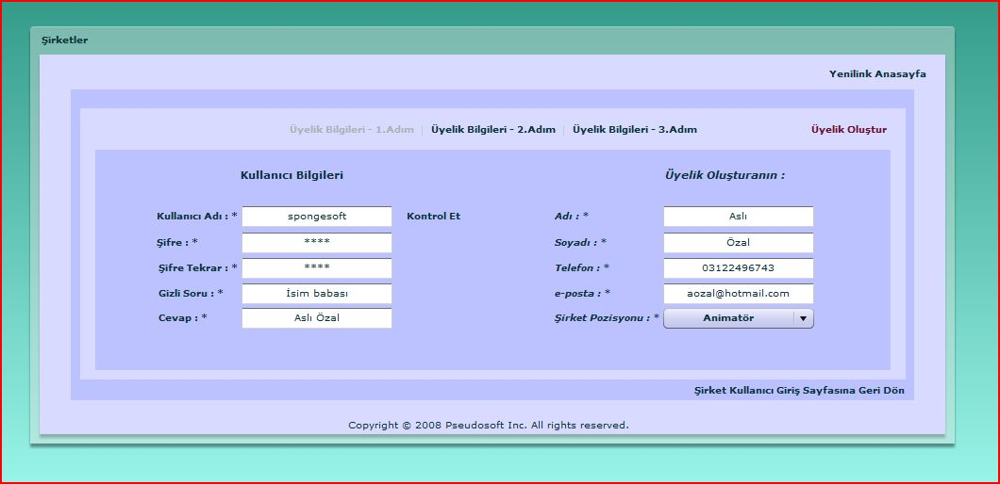 Şirketler
Yenilink Anasayfa
Üyelik Bilgileri - 1.Adım | Üyelik Bilgileri - 2.Adım | Üyelik Bilgileri - 3.Adım Üyelik Oluştur
Kullanıcı Bilgileri Üyelik Oluşturanın :
Kullanıcı Adı : * spongesoft Kontrol Et Adı : * Aslı
Şifre : * **** Soyadı : * Özal
Şifre Tekrar : * **** Telefon : * 03122496743
Gizli Soru : * İsim babası e-posta : * aozal@hotmail.com
Cevap : * Aslı Özal Şirket Pozisyonu : * Animatör
Şirket Kullanıcı Giriş Sayfasına Geri Dön
Copyright © 2008 Pseudosoft Inc. All rights reserved.